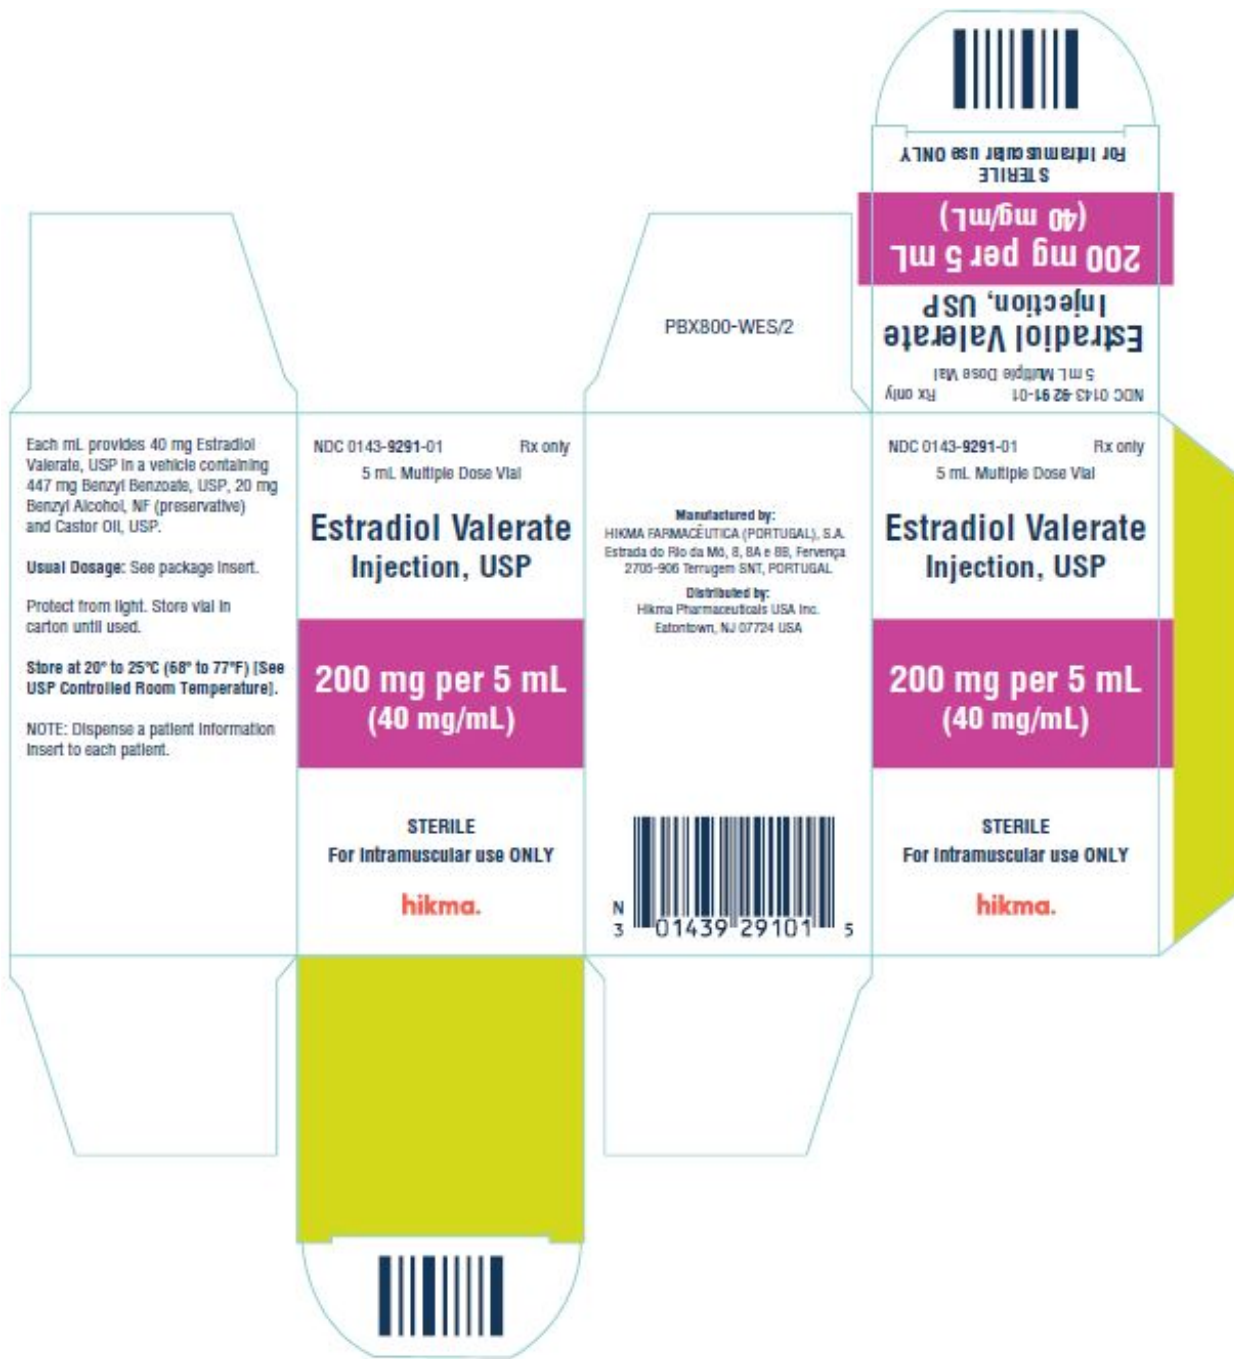 For Intramuscular use ONLY
STERILE
(40 mg/mL)
200 mg per 5 mL
Injection, USP
Estradiol Valerate
5 mL Multiple Dose Vial
NDC 0143-9291-01 Rx only
PBX800-WES/2
Each mL provides 40 mg Estradiol
Valerate, USP in a vehicle containing
447 mg Benzyl Benzoate, USP, 20 mg
Benzyl Alcohol, NF (preservative)
and Castor Oil, USP.
Usual Dosage: See package insert.
Protect from light. Store vial in
carton until used.
Store at 20° to 25°C (68° to 77°F) [See
USP Controlled Room Temperature].
NOTE: Dispense a patient information
insert to each patient.
NDC 0143-9291-01 Rx only
5 mL Multiple Dose Vial
Estradiol Valerate
Injection, USP
200 mg per 5 mL
(40 mg/mL)
STERILE
For Intramuscular use ONLY
hikma.
Manufactured by:
HIKMA FARMACÊUTICA (PORTUGAL), S.A.
Estrada do Rio da Mó, 8, 8A e 8B, Fervença
2705-906 Terrugem SNT, PORTUGAL
Distributed by:
Hikma Pharmaceuticals USA Inc.
Eatontown, NJ 07724 USA
N
3 01439 29101 5
NDC 0143-9291-01 Rx only
5 mL Multiple Dose Vial
Estradiol Valerate
Injection, USP
200 mg per 5 mL
(40 mg/mL)
STERILE
For Intramuscular use ONLY
hikma.